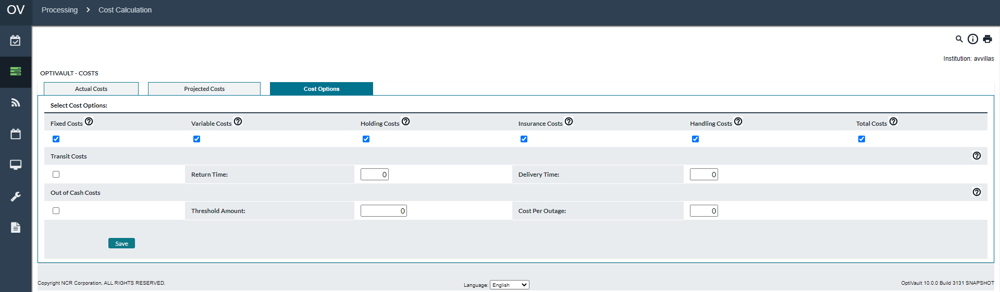 OV Processing > Cost Calculation
Institution: avvillas
OPTIVAULT - COSTS
Actual Costs Projected Costs Cost Options
Select Cost Options:
Fixed Costs Variable Costs Holding Costs Insurance Costs Handling Costs Total Costs
Transit Costs
Return Time: 0 Delivery Time: 0
Out of Cash Costs
Threshold Amount: 0 Cost Per Outage: 0
Save
Copyright NCR Corporation, ALL RIGHTS RESERVED. Language: English OptiVault 10.0.0 Build 3131 SNAPSHOT